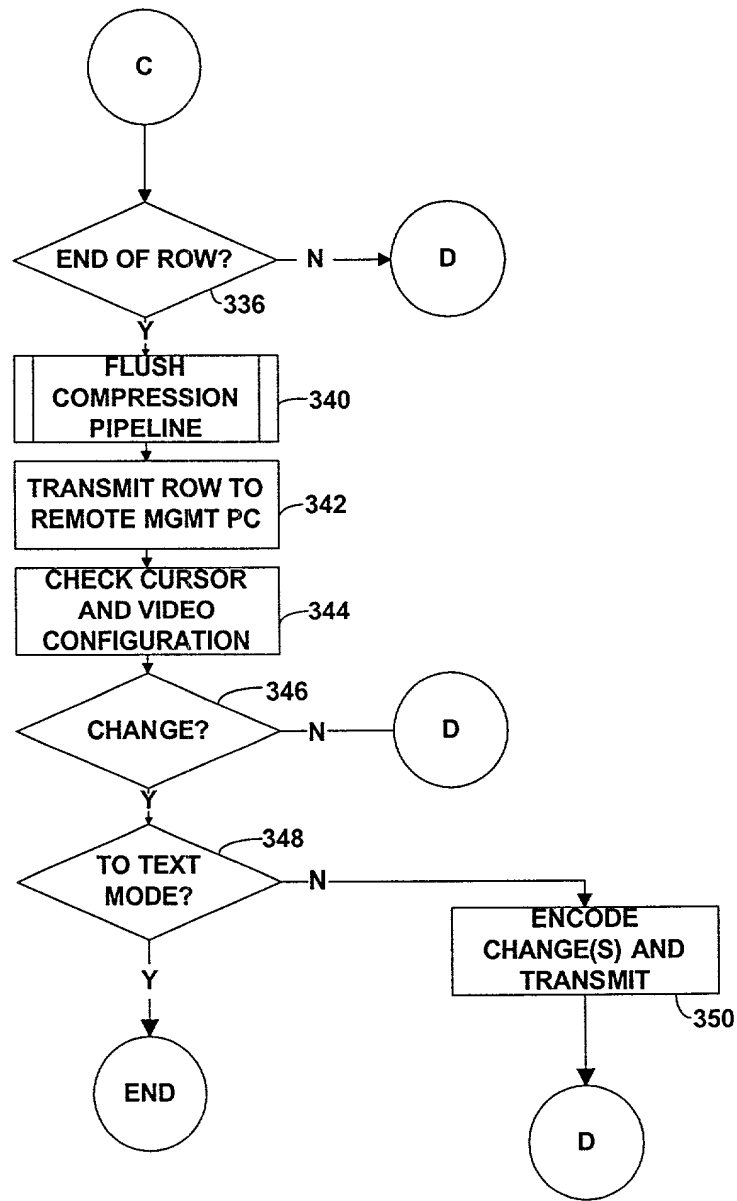 C
END OF ROW?
N
D
336
Y
FLUSH
COMPRESSION
PIPELINE
340
TRANSMIT ROW TO
REMOTE MGMT PC
342
CHECK CURSOR
AND VIDEO
CONFIGURATION
344
346
CHANGE?
N
D
Y
348
TO TEXT
MODE?
N
ENCODE
CHANGE(S) AND
TRANSMIT
350
Y
END
D